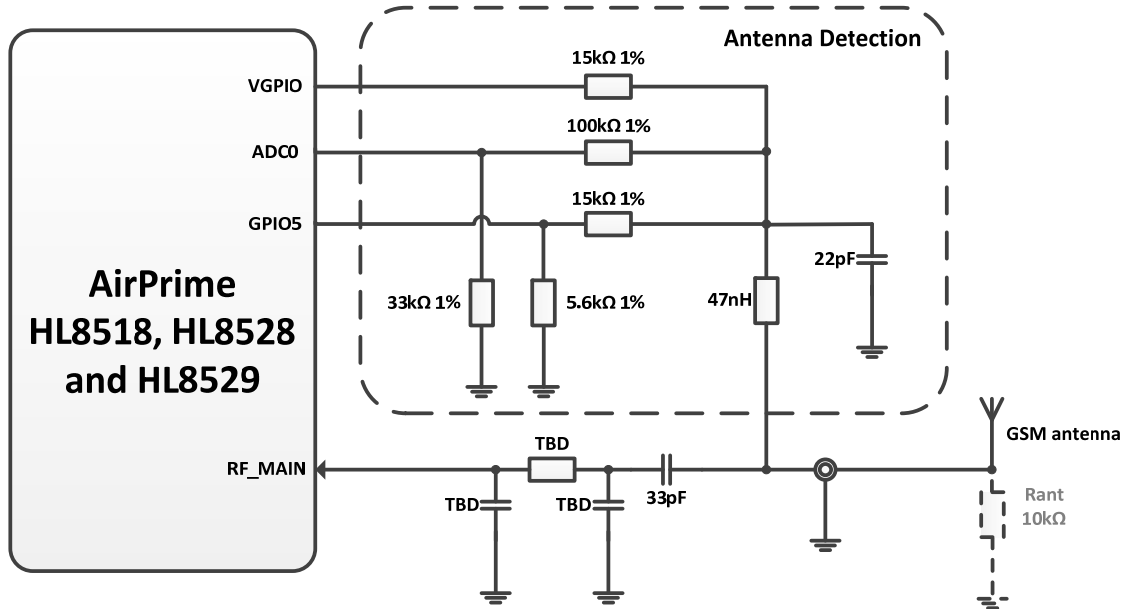 Antenna Detection
15kΩ 1%
VGPIO
100kΩ 1%
ADC0
15kΩ 1%
GPIO5
22pF
AirPrime
HL8518, HL8528
and HL8529
33kΩ 1%
5.6kΩ 1%
47nH
GSM antenna
TBD
RF_MAIN
33pF
TBD
TBD
Rant
10kΩ